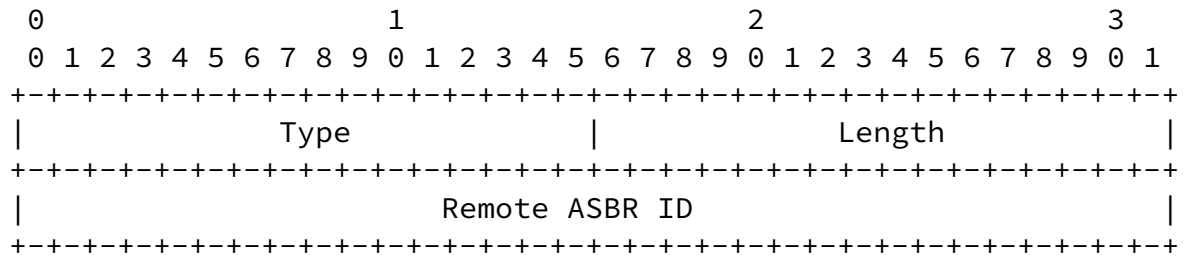 0                   1                   2                   3
 0 1 2 3 4 5 6 7 8 9 0 1 2 3 4 5 6 7 8 9 0 1 2 3 4 5 6 7 8 9 0 1
+-+-+-+-+-+-+-+-+-+-+-+-+-+-+-+-+-+-+-+-+-+-+-+-+-+-+-+-+-+-+-+-+
|              Type             |             Length            |
+-+-+-+-+-+-+-+-+-+-+-+-+-+-+-+-+-+-+-+-+-+-+-+-+-+-+-+-+-+-+-+-+
|                       Remote ASBR ID                          |
+-+-+-+-+-+-+-+-+-+-+-+-+-+-+-+-+-+-+-+-+-+-+-+-+-+-+-+-+-+-+-+-+